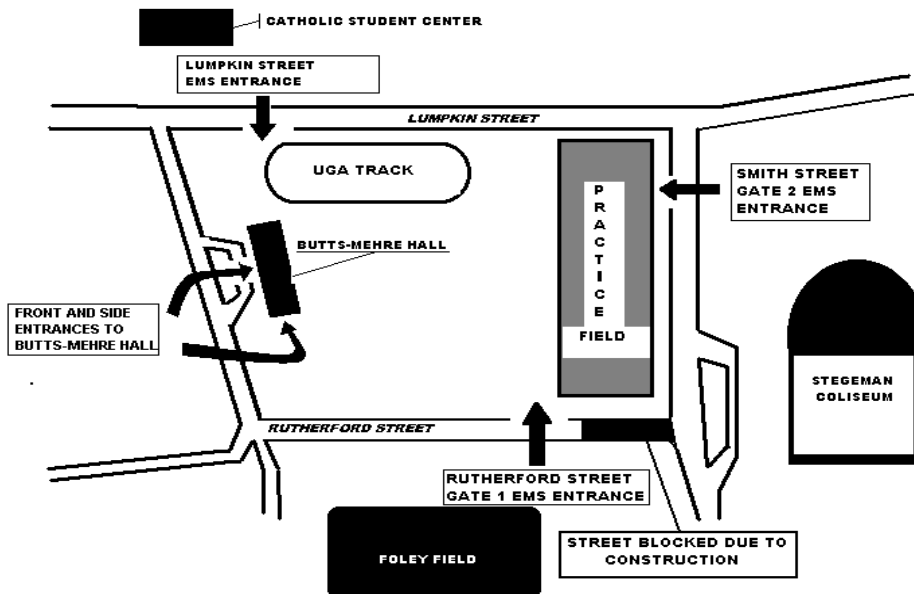 CATHOLIC STUDENT CENTER
LUMPKIN STREET
EMS ENTRANCE
LUMPKIN STREET
UGA TRACK
PRACTICE
FIELD
SMITH STREET
GATE 2 EMS
ENTRANCE
BUTTS-MEHRE HALL
FRONT AND SIDE
ENTRANCES TO
BUTTS-MEHRE HALL
STEGEMAN
COLISEUM
RUTHERFORD STREET
RUTHERFORD STREET
GATE 1 EMS ENTRANCE
STREET BLOCKED DUE TO
CONSTRUCTION
FOLEY FIELD